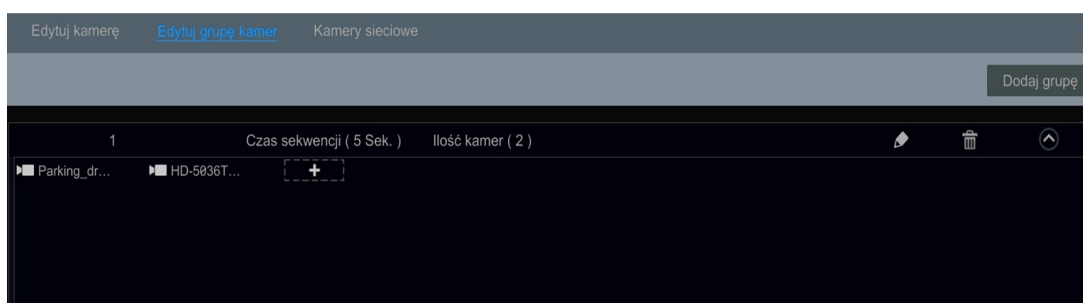 Edytuj kamerę Edytuj grupę kamer Kamery sieciowe
Dodaj grupę
1 Czas sekwencji ( 5 Sek. ) Ilość kamer ( 2 )
Parking_dr... HD-5036T... +